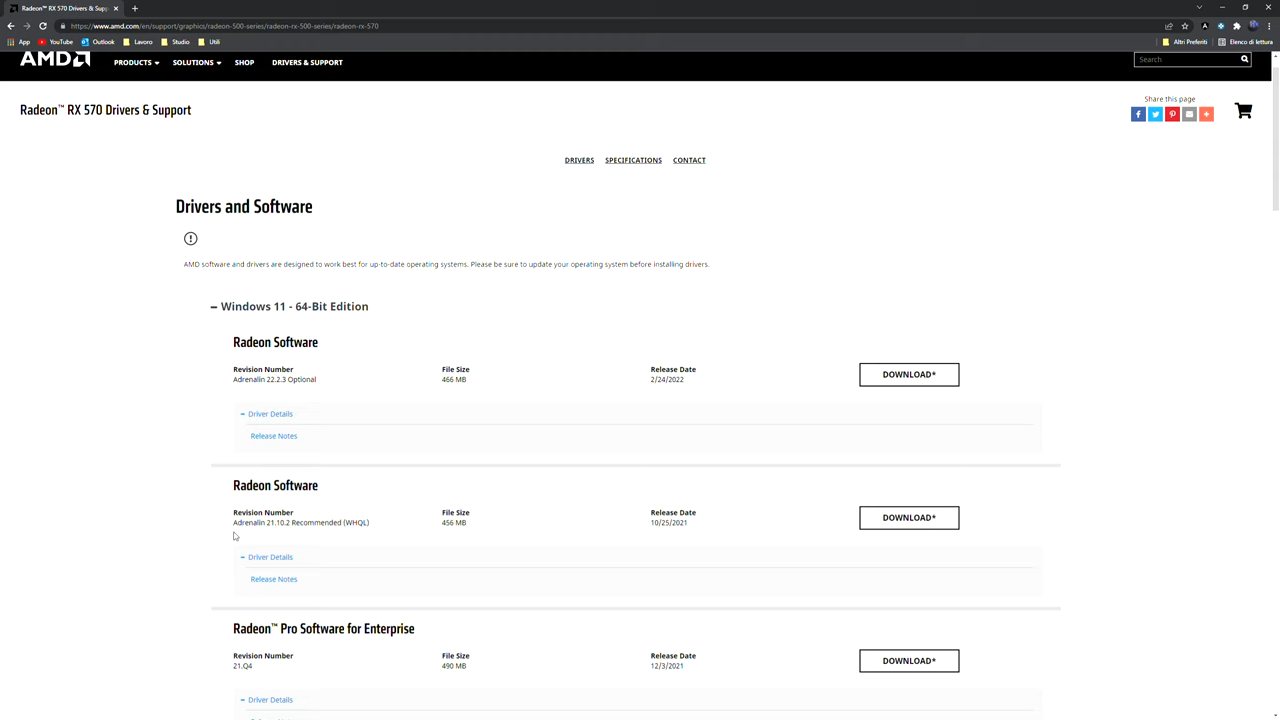 Radeon™ RX 570 Drivers & Supp
https://www.amd.com/en/support/graphics/radeon-500-series/radeon-rx-500-series/radeon-rx-570
App YouTube Outlook Lavoro Studio Utili Altri Preferiti Elenco di lettura
AMD PRODUCTS SOLUTIONS SHOP DRIVERS & SUPPORT Search
Share this page
Radeon™ RX 570 Drivers & Support
DRIVERS SPECIFICATIONS CONTACT
Drivers and Software
AMD software and drivers are designed to work best for up-to-date operating systems. Please be sure to update your operating system before installing drivers.
Windows 11 - 64-Bit Edition
Radeon Software
Revision Number File Size Release Date
Adrenalin 22.2.3 Optional 466 MB 2/24/2022 DOWNLOAD*
Driver Details
Release Notes
Radeon Software
Revision Number File Size Release Date
Adrenalin 21.10.2 Recommended (WHQL) 456 MB 10/25/2021 DOWNLOAD*
Driver Details
Release Notes
Radeon™ Pro Software for Enterprise
Revision Number File Size Release Date
21.Q4 490 MB 12/3/2021 DOWNLOAD*
Driver Details